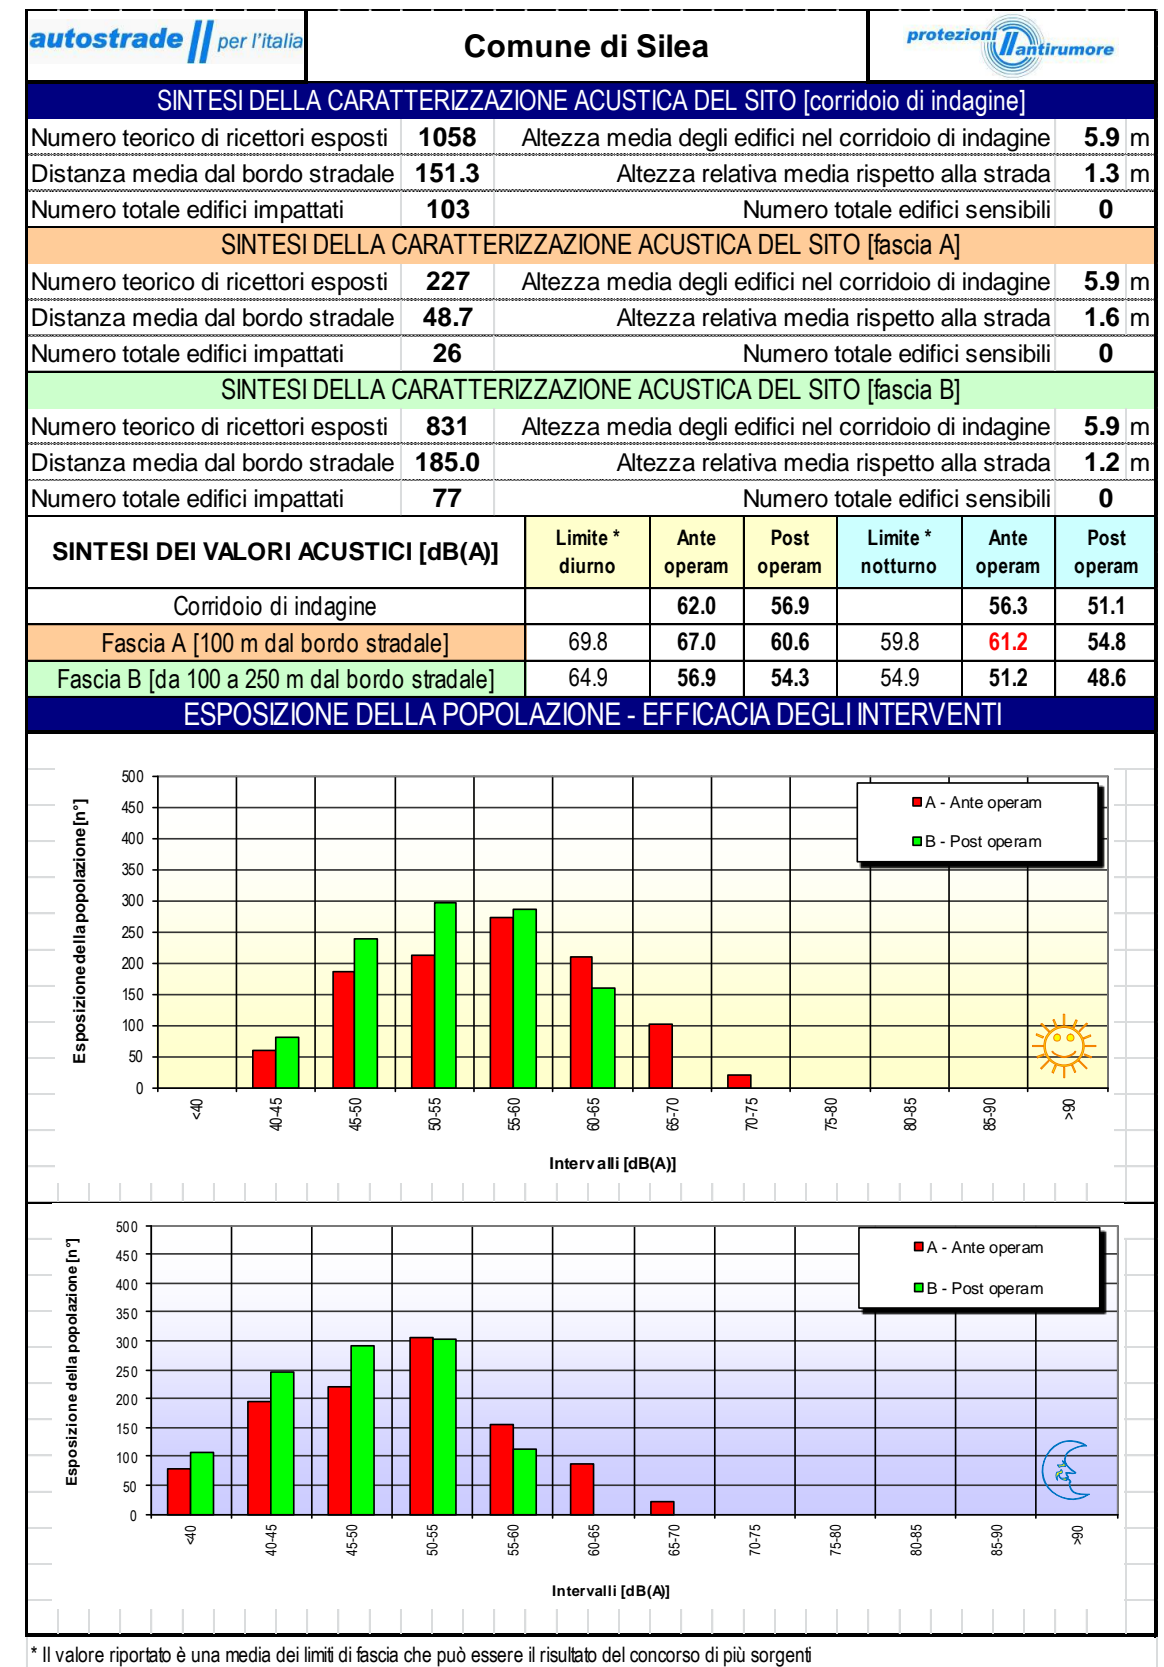 autostrade per l'italia
Comune di Silea
protezioni antirumore
SINTESI DELLA CARATTERIZZAZIONE ACUSTICA DEL SITO [corridoio di indagine]
Numero teorico di ricettori esposti 1058 Altezza media degli edifici nel corridoio di indagine 5.9 m
Distanza media dal bordo stradale 151.3 Altezza relativa media rispetto alla strada 1.3 m
Numero totale edifici impattati 103 Numero totale edifici sensibili 0
SINTESI DELLA CARATTERIZZAZIONE ACUSTICA DEL SITO [fascia A]
Numero teorico di ricettori esposti 227 Altezza media degli edifici nel corridoio di indagine 5.9 m
Distanza media dal bordo stradale 48.7 Altezza relativa media rispetto alla strada 1.6 m
Numero totale edifici impattati 26 Numero totale edifici sensibili 0
SINTESI DELLA CARATTERIZZAZIONE ACUSTICA DEL SITO [fascia B]
Numero teorico di ricettori esposti 831 Altezza media degli edifici nel corridoio di indagine 5.9 m
Distanza media dal bordo stradale 185.0 Altezza relativa media rispetto alla strada 1.2 m
Numero totale edifici impattati 77 Numero totale edifici sensibili 0
SINTESI DEI VALORI ACUSTICI [dB(A)]
Limite * Ante Post Limite * Ante Post
diurno operam operam notturno operam operam
Corridoio di indagine 62.0 56.9 56.3 51.1
Fascia A [100 m dal bordo stradale] 69.8 67.0 60.6 59.8 61.2 54.8
Fascia B [da 100 a 250 m dal bordo stradale] 64.9 56.9 54.3 54.9 51.2 48.6
ESPOSIZIONE DELLA POPOLAZIONE - EFFICACIA DEGLI INTERVENTI
Esposizione della popolazione [n°]
500
450
400
350
300
250
200
150
100
50
0
A - Ante operam
B - Post operam
<40 40-45 45-50 50-55 55-60 60-65 65-70 70-75 75-80 80-85 85-90 >90
Intervalli [dB(A)]
Esposizione della popolazione [n°]
500
450
400
350
300
250
200
150
100
50
0
A - Ante operam
B - Post operam
<40 40-45 45-50 50-55 55-60 60-65 65-70 70-75 75-80 80-85 85-90 >90
Intervalli [dB(A)]
* Il valore riportato è una media dei limiti di fascia che può essere il risultato del concorso di più sorgenti